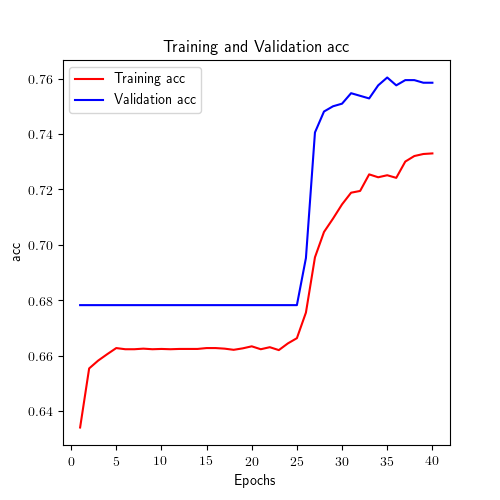 Training and Validation acc
Training acc
Validation acc
0.76
0.74
0.72
0.70
0.68
0.66
0.64
acc
0 5 10 15 20 25 30 35 40
Epochs